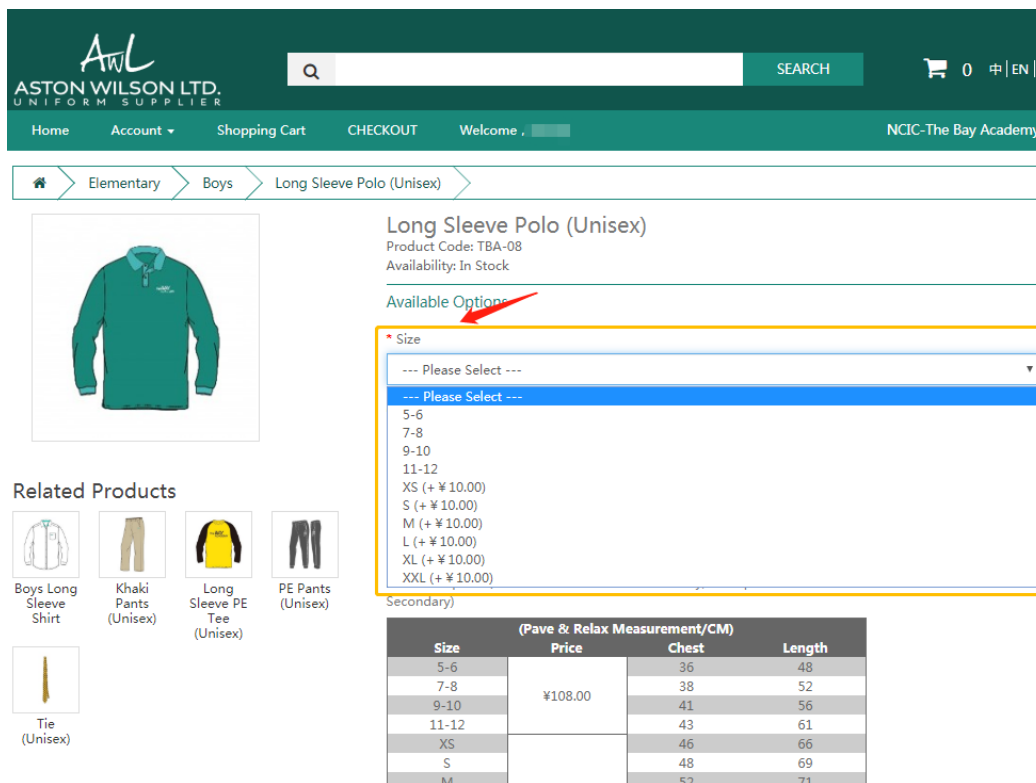 AWL
ASTON WILSON LTD.
UNIFORM SUPPLIER
SEARCH
0 中 | EN |
Home Account Shopping Cart CHECKOUT Welcome , NCIC-The Bay Academy
Elementary Boys Long Sleeve Polo (Unisex)
Long Sleeve Polo (Unisex)
Product Code: TBA-08
Availability: In Stock
Available Options
* Size
--- Please Select ---
--- Please Select ---
5-6
7-8
9-10
11-12
XS (+ ¥ 10.00)
S (+ ¥ 10.00)
M (+ ¥ 10.00)
L (+ ¥ 10.00)
XL (+ ¥ 10.00)
XXL (+ ¥ 10.00)
Secondary)
Related Products
Boys Long
Sleeve
Shirt
Khaki
Pants
(Unisex)
Long
Sleeve PE
Tee
(Unisex)
PE Pants
(Unisex)
Tie
(Unisex)
(Pave & Relax Measurement/CM)
Size Price Chest Length
5-6 36 48
7-8 38 52
¥108.00
9-10 41 56
11-12 43 61
XS 46 66
S 48 69
M 52 71